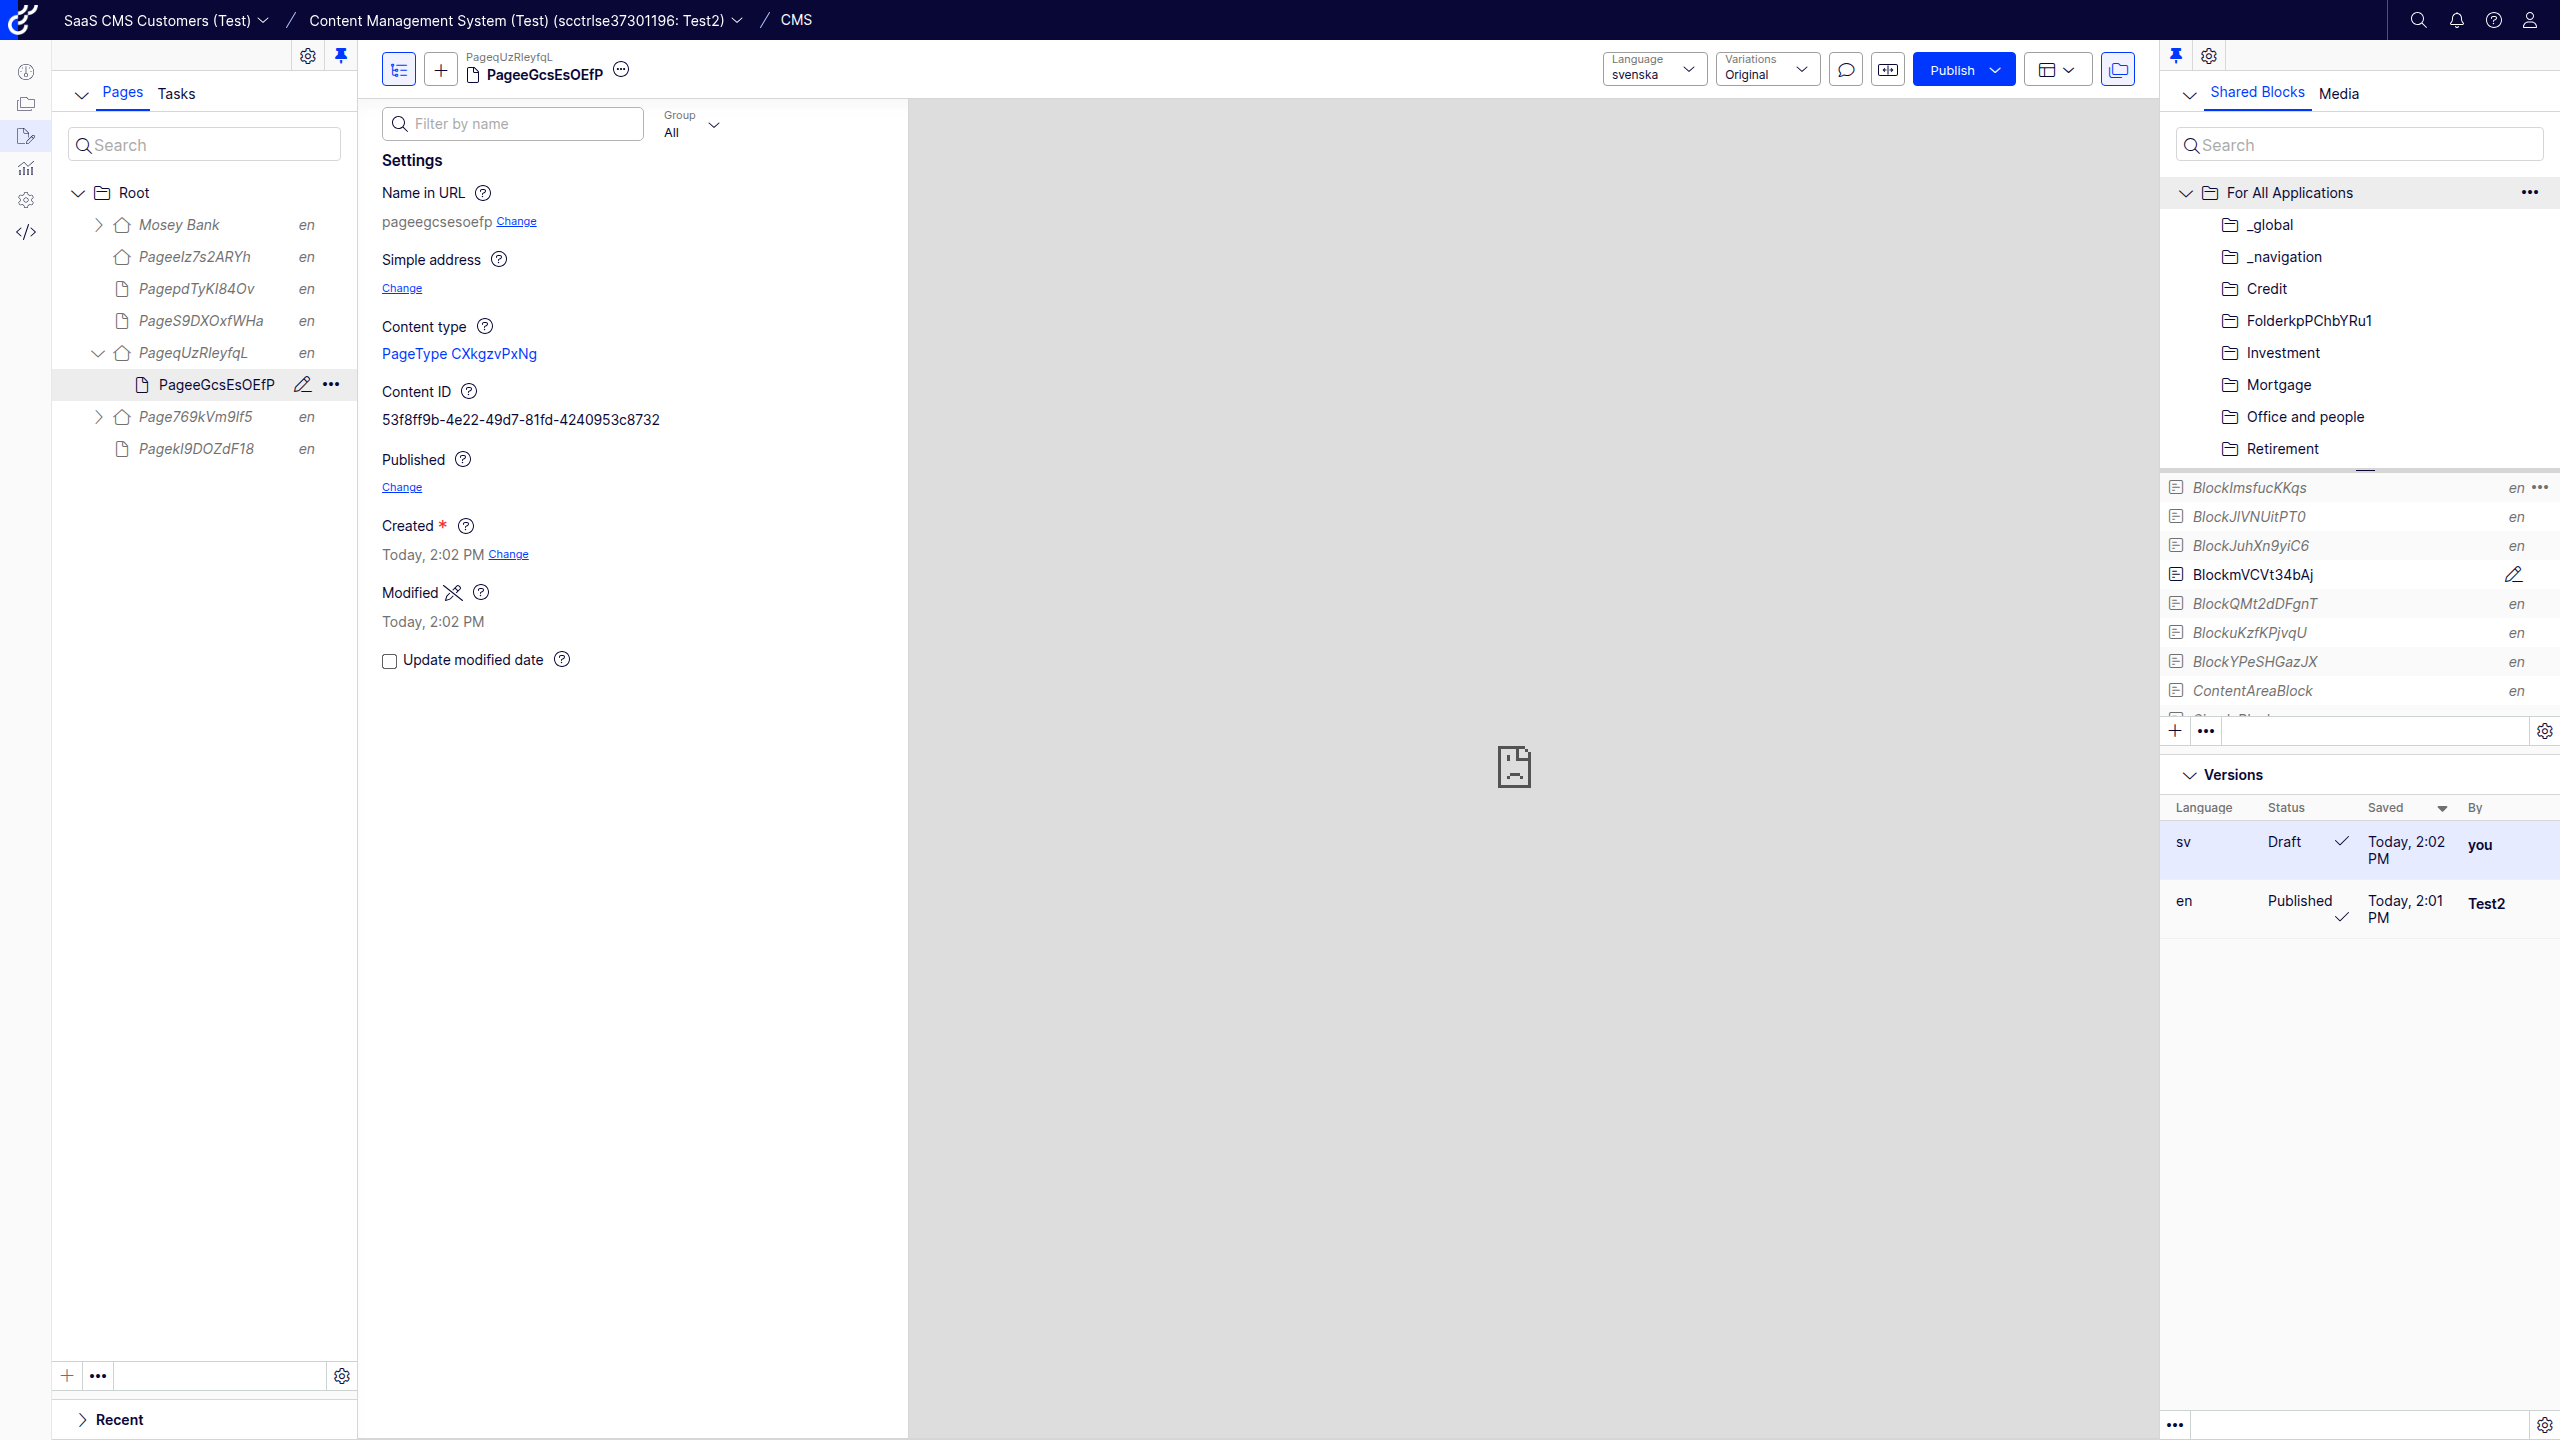 SaaS CMS Customers (Test) / Content Management System (Test) (scctrlse37301196: Test2) / CMS
Pages Tasks
Search
Root
Mosey Bank en
PageeIz7s2ARYh en
PagepdTyKI84Ov en
PageS9DXOxfWHa en
PageqUzRleyfqL en
PageeGcsEsOEfP
Page769kVm9lf5 en
PagekI9DOZdF18 en
Recent
PageqUzRleyfqL
PageeGcsEsOEfP
Language
svenska
Variations
Original
Publish
Filter by name
Group
All
Settings
Name in URL
pageegcsesoefp Change
Simple address
Change
Content type
PageType CXkgzvPxNg
Content ID
53f8ff9b-4e22-49d7-81fd-4240953c8732
Published
Change
Created *
Today, 2:02 PM Change
Modified
Today, 2:02 PM
Update modified date
Shared Blocks Media
Search
For All Applications
_global
_navigation
Credit
FolderkpPChbYRu1
Investment
Mortgage
Office and people
Retirement
BlockImsfucKKqs en
BlockJlVNUitPT0 en
BlockJuhXn9yiC6 en
BlockmVCVt34bAj
BlockQMt2dDFgnT en
BlockuKzfKPjvqU en
BlockYPeSHGazJX en
ContentAreaBlock en
Versions
Language Status Saved By
sv Draft Today, 2:02 PM you
en Published Today, 2:01 PM Test2